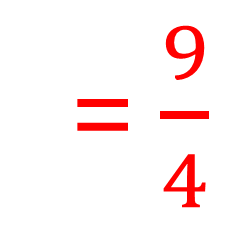 = 9/4